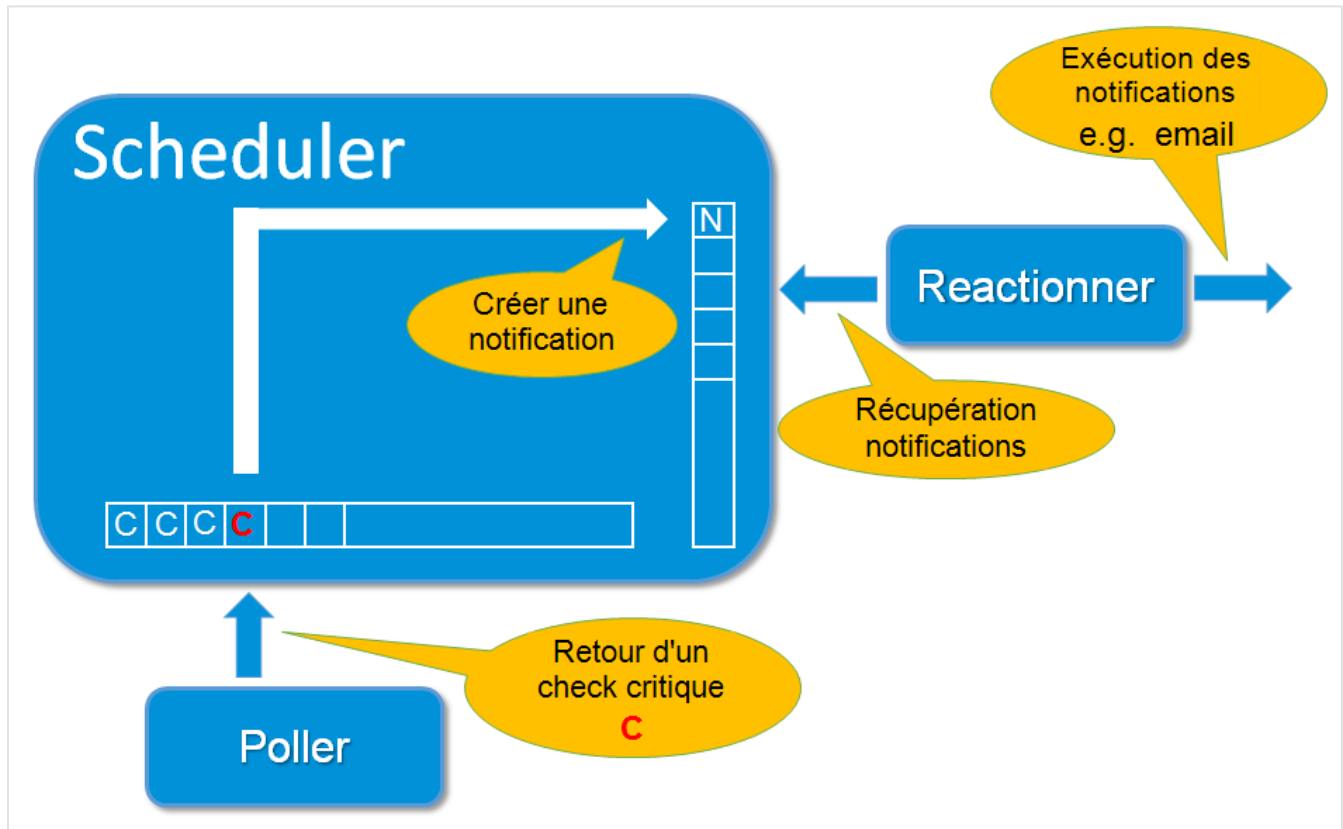 Exécution des
notifications
e.g. email
Scheduler
N
Créer une
notification
Reactionner
Récupération
notifications
C C C C
Retour d'un
check critique
C
Poller